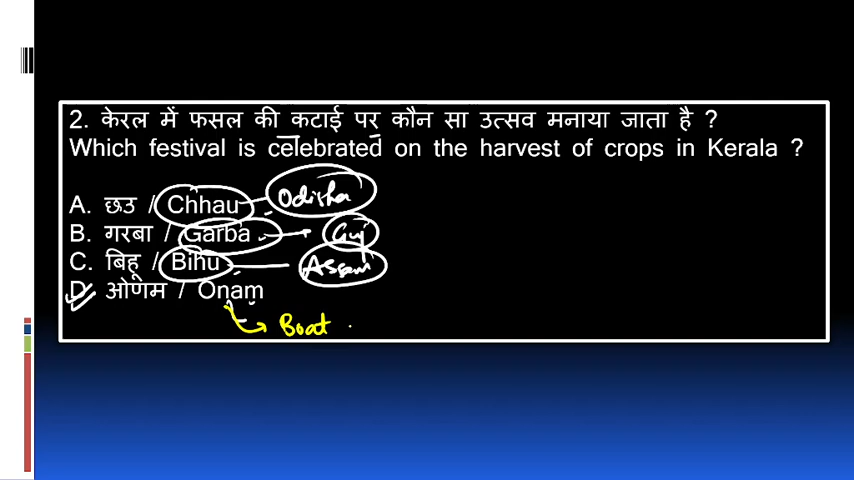 2. केरल में फसल की कटाई पर कौन सा उत्सव मनाया जाता है ?
Which festival is celebrated on the harvest of crops in Kerala ?
A. छउ / Chhau Odisha
B. गरबा / Garba Guj
C. बिहू / Bihu Assam
D. ओणम / Onam
Boat